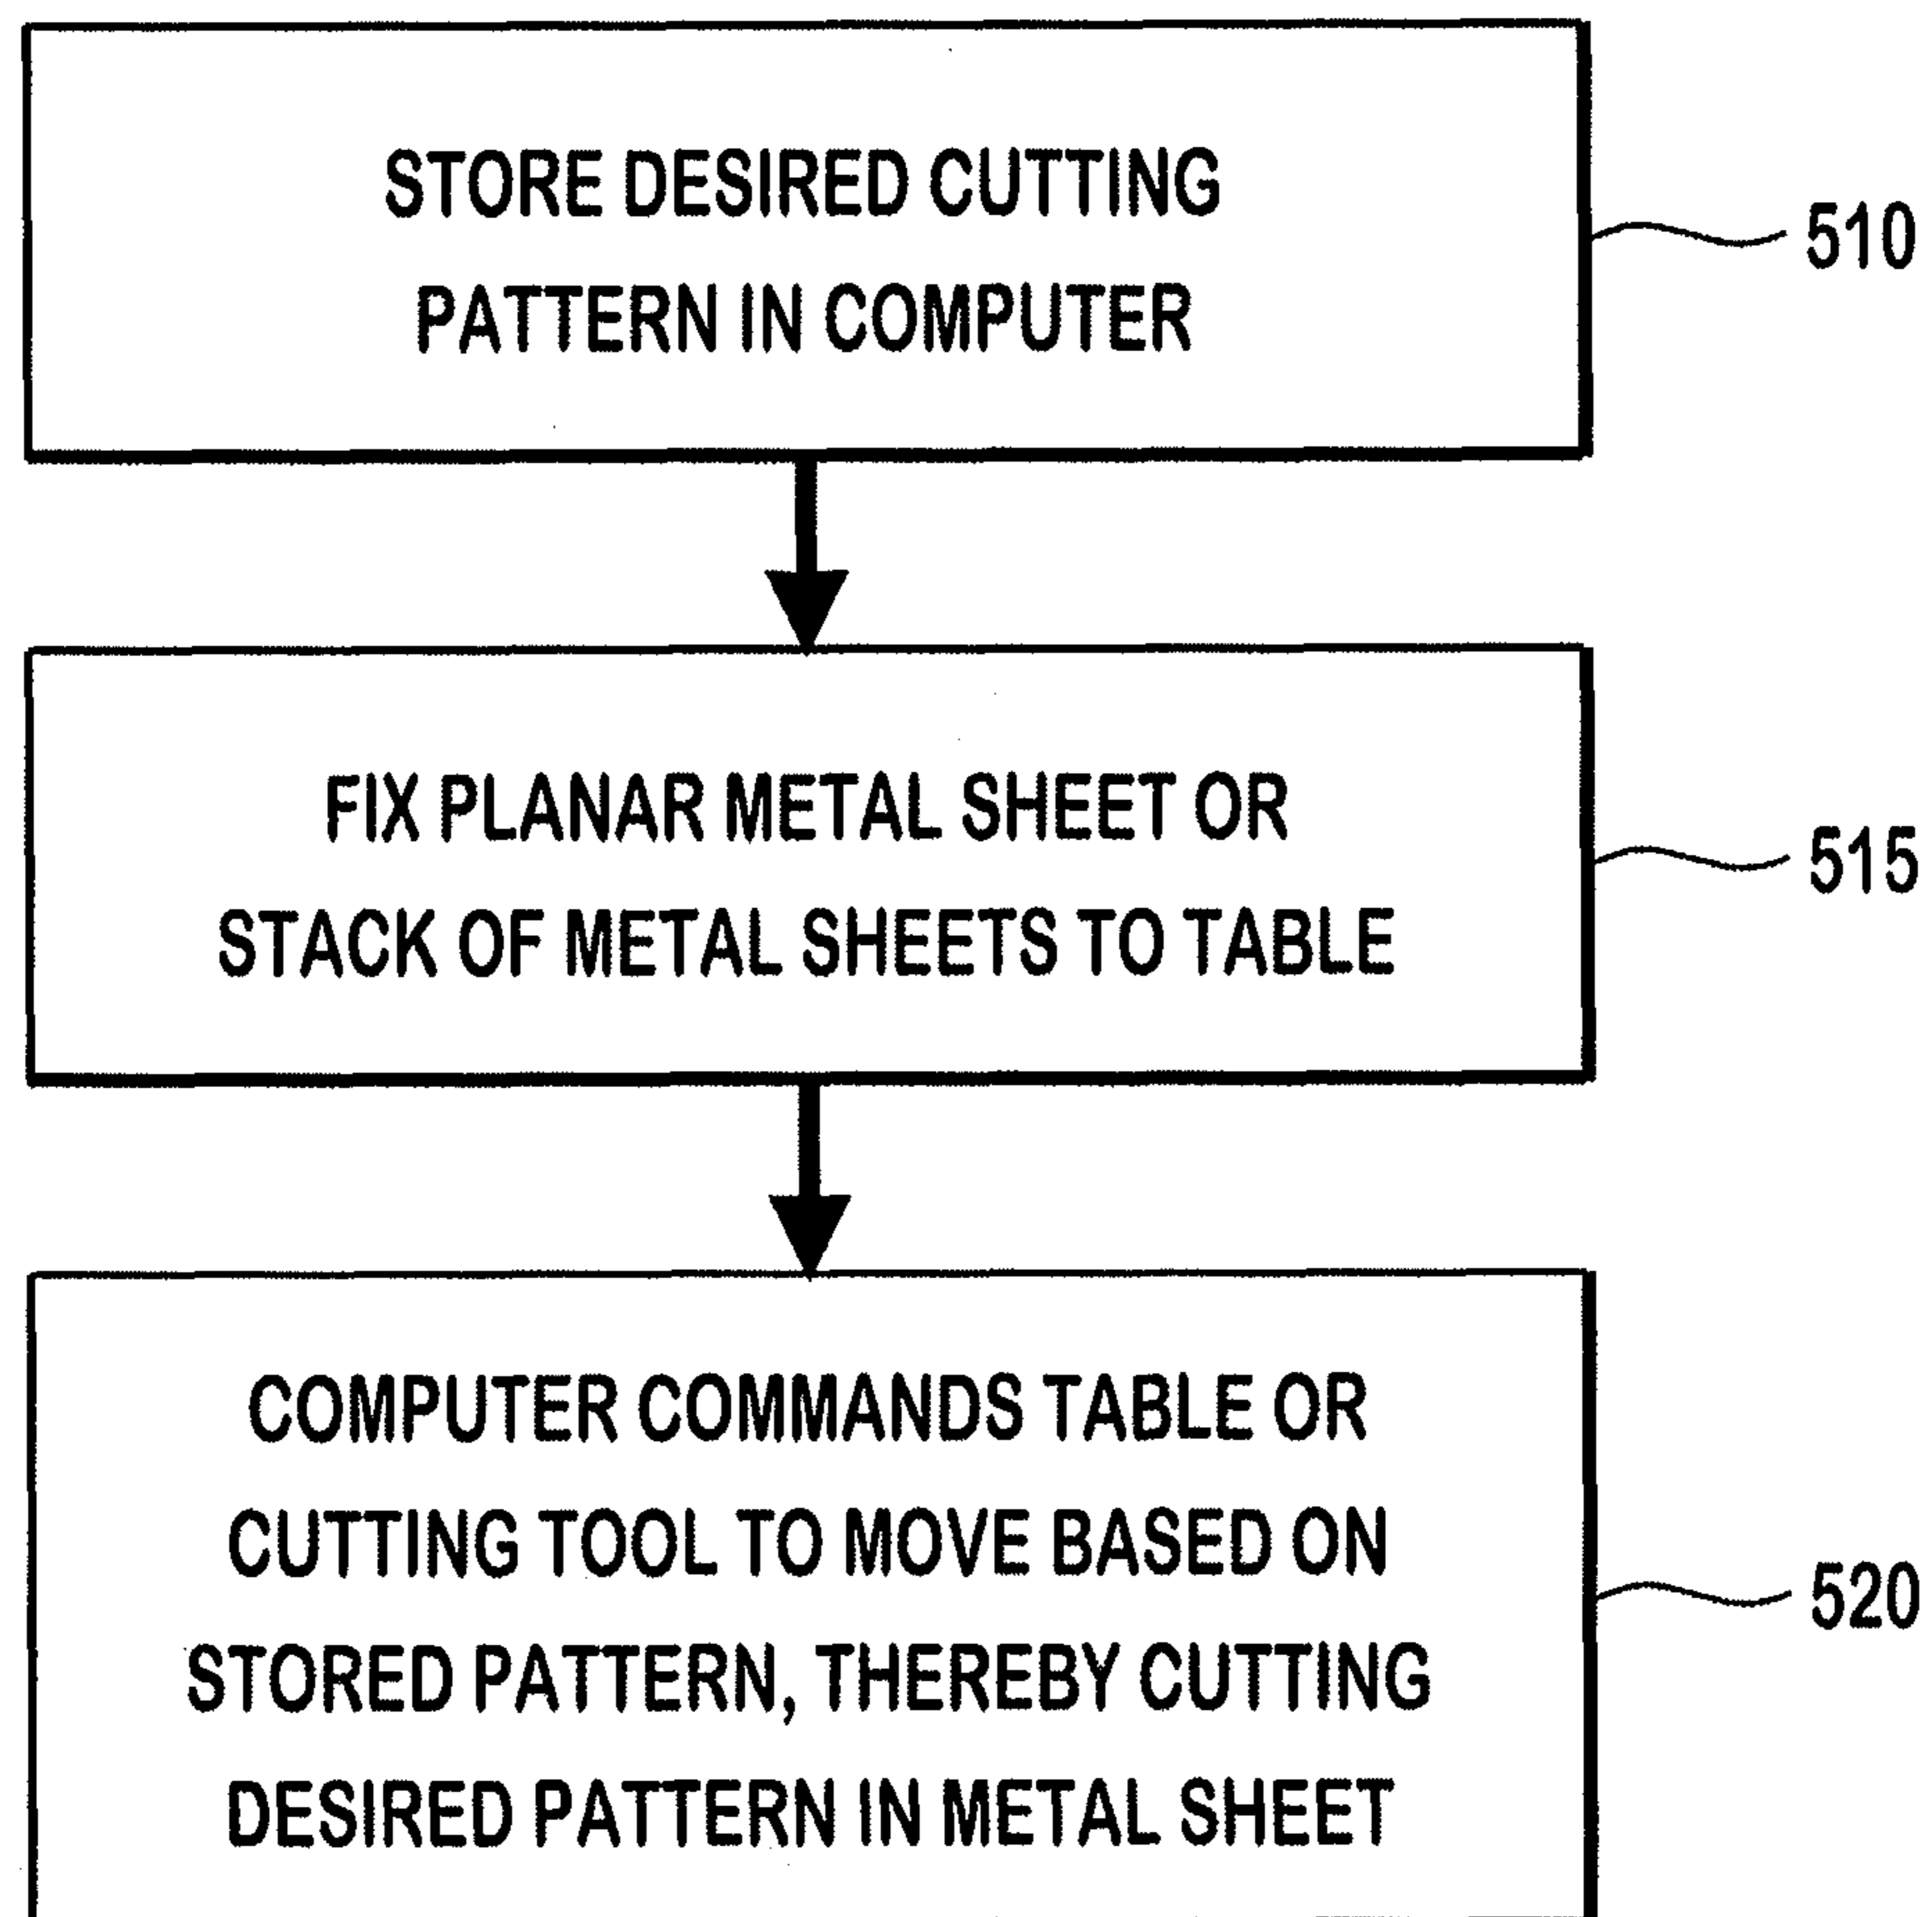 STORE DESIRED CUTTING
PATTERN IN COMPUTER
510
FIX PLANAR METAL SHEET OR
STACK OF METAL SHEETS TO TABLE
515
COMPUTER COMMANDS TABLE OR
CUTTING TOOL TO MOVE BASED ON
STORED PATTERN, THEREBY CUTTING
DESIRED PATTERN IN METAL SHEET
520